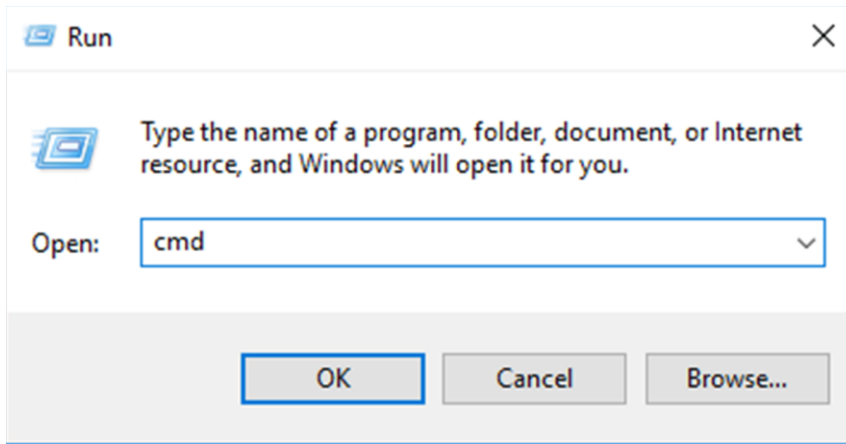 Run
Type the name of a program, folder, document, or Internet
resource, and Windows will open it for you.
Open: cmd
OK Cancel Browse...